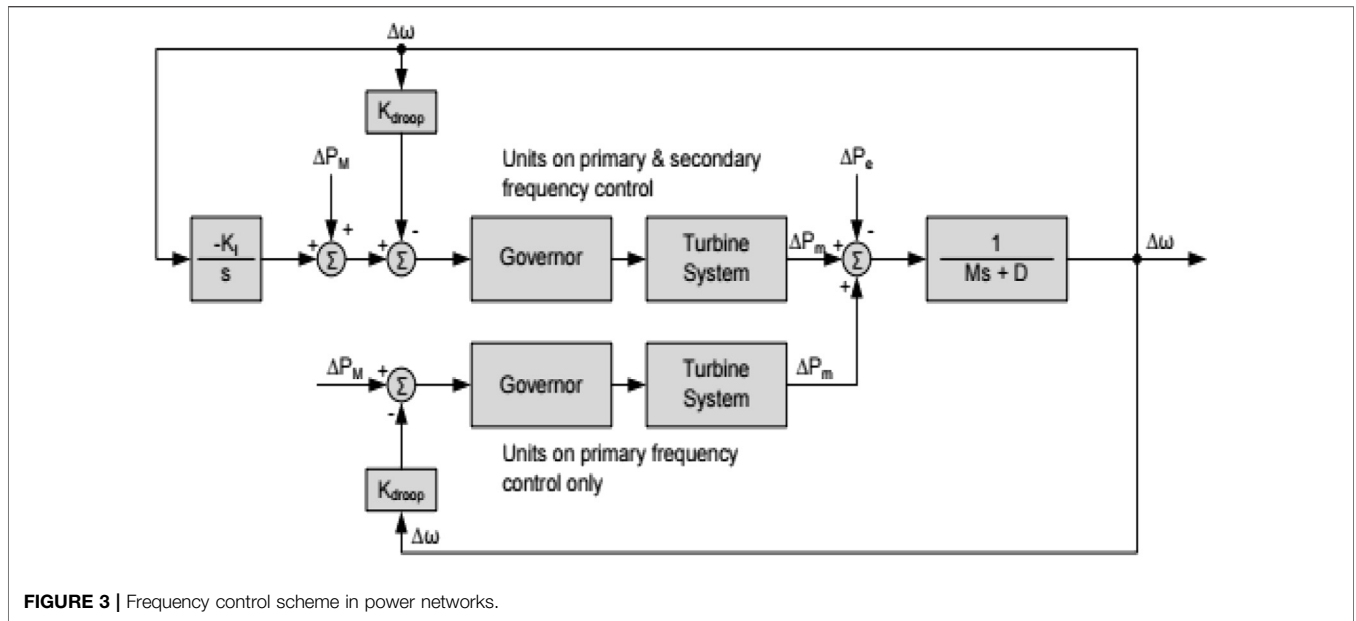 Δω
K_droop
ΔP_M
Units on primary & secondary
frequency control
ΔP_e
-K_I
s
+
+
Σ
+
-
Σ
Governor
Turbine
System
ΔP_m
+
-
+
Σ
1
Ms + D
Δω
ΔP_M
+
-
Σ
Governor
Turbine
System
ΔP_m
Units on primary frequency
control only
K_droop
Δω
FIGURE 3 | Frequency control scheme in power networks.